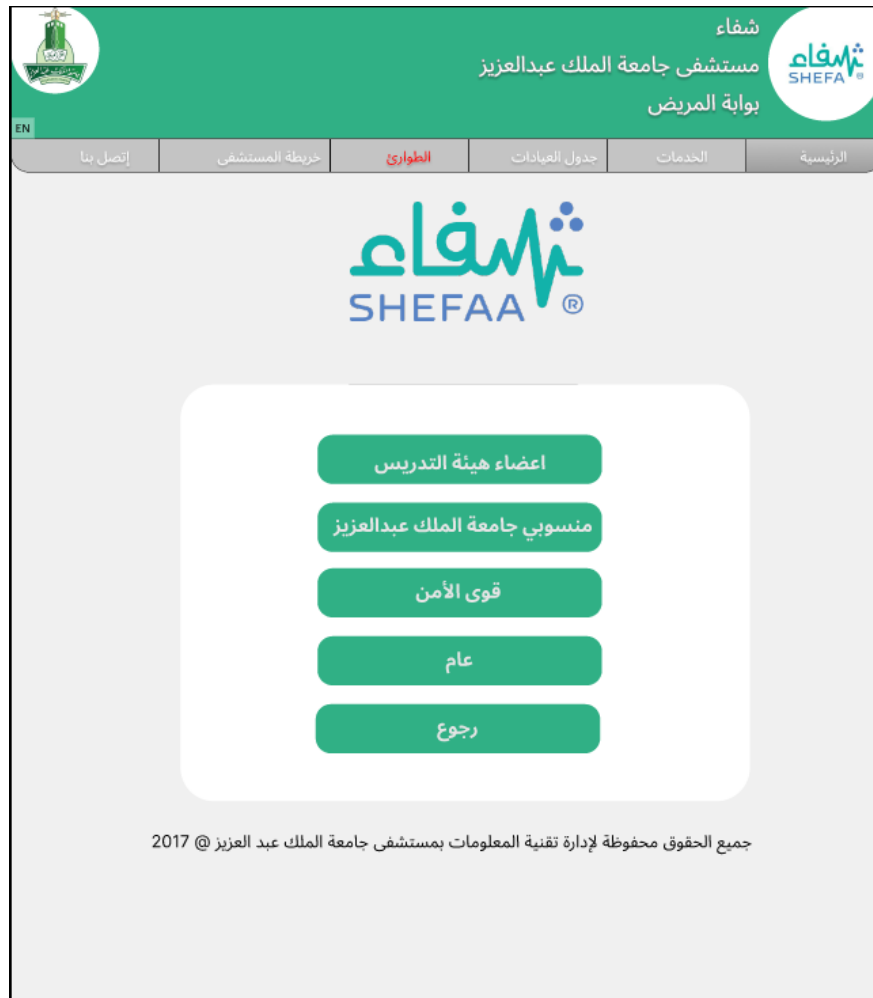 شفاء
مستشفى جامعة الملك عبدالعزيز
بوابة المريض
شفاء
SHEFAA ®
EN
الرئيسية
الخدمات
جدول العيادات
الطوارئ
خريطة المستشفى
إتصل بنا
شفاء
SHEFAA ®
اعضاء هيئة التدريس
منسوبي جامعة الملك عبدالعزيز
قوى الأمن
عام
رجوع
جميع الحقوق محفوظة لإدارة تقنية المعلومات بمستشفى جامعة الملك عبد العزيز @ 2017